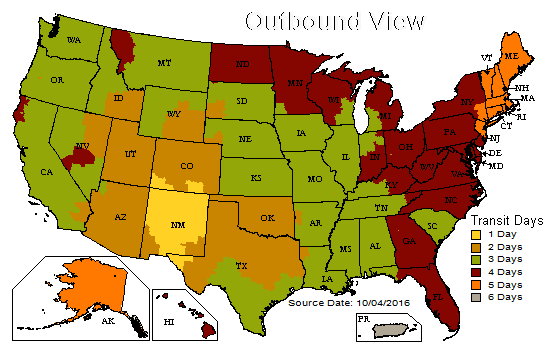 Outbound View
WA
MT
ND
MN
VT
ME
OR
ID
SD
WI
MI
NY
NH
MA
WY
RI
CT
NV
UT
NE
IA
PA
NJ
IL
IN
OH
DE
MD
CA
CO
KS
MO
WV
VA
KY
AZ
NM
OK
TN
NC
AR
SC
TX
MS
AL
GA
LA
FL
Transit Days
1 Day
2 Days
3 Days
4 Days
5 Days
6 Days
Source Date: 10/04/2016
AK
HI
PR